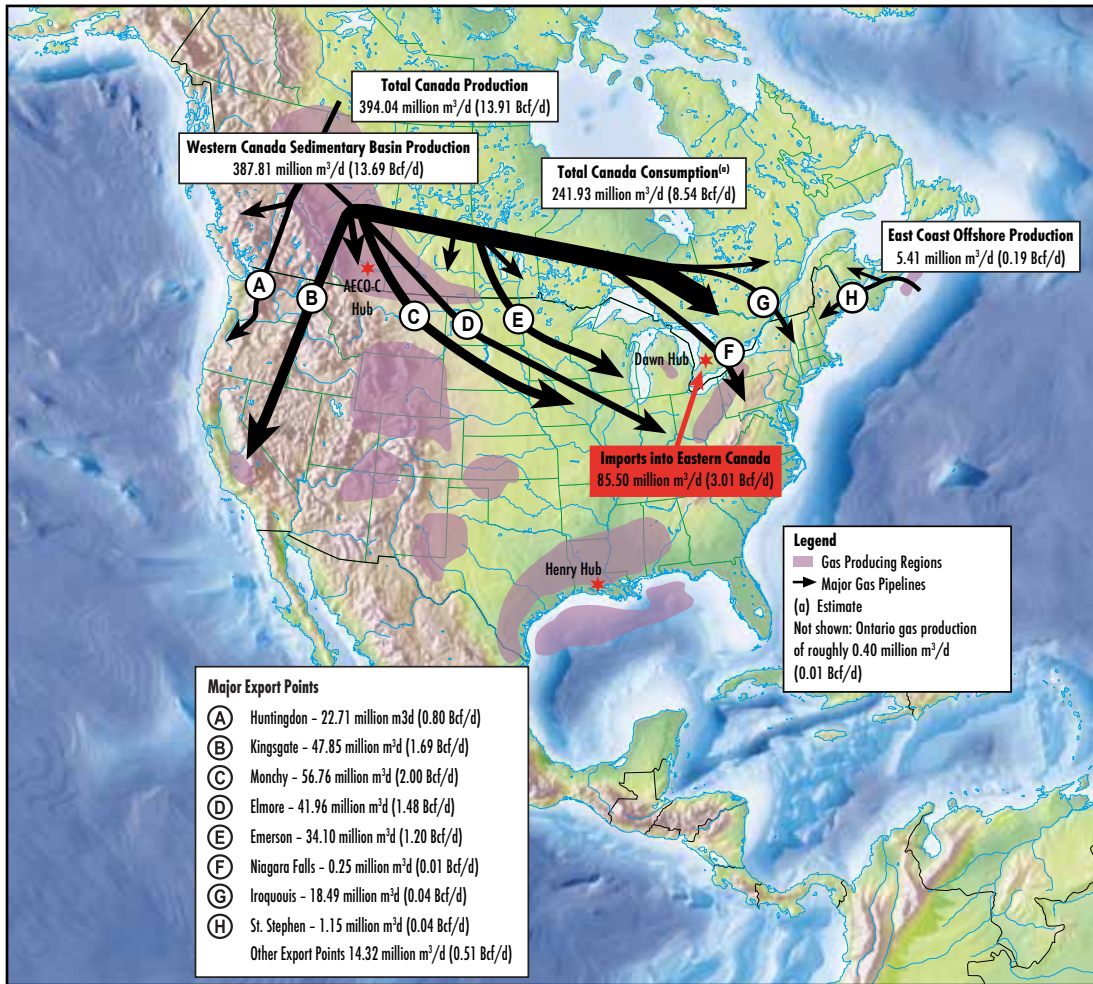 Total Canada Production
394.04 million m³/d (13.91 Bcf/d)
Western Canada Sedimentary Basin Production
387.81 million m³/d (13.69 Bcf/d)
Total Canada Consumption⁽ᵃ⁾
241.93 million m³/d (8.54 Bcf/d)
East Coast Offshore Production
5.41 million m³/d (0.19 Bcf/d)
A
B
AECO-C
Hub
C
D
E
F
G
H
Dawn Hub
Imports into Eastern Canada
85.50 million m³/d (3.01 Bcf/d)
Henry Hub
Legend
Gas Producing Regions
Major Gas Pipelines
(a) Estimate
Not shown: Ontario gas production
of roughly 0.40 million m³/d
(0.01 Bcf/d)
Major Export Points
A Huntingdon – 22.71 million m3d (0.80 Bcf/d)
B Kingsgate – 47.85 million m³d (1.69 Bcf/d)
C Monchy – 56.76 million m³d (2.00 Bcf/d)
D Elmore – 41.96 million m³d (1.48 Bcf/d)
E Emerson – 34.10 million m³d (1.20 Bcf/d)
F Niagara Falls – 0.25 million m³d (0.01 Bcf/d)
G Iroquouis – 18.49 million m³d (0.04 Bcf/d)
H St. Stephen – 1.15 million m³d (0.04 Bcf/d)
Other Export Points 14.32 million m³/d (0.51 Bcf/d)